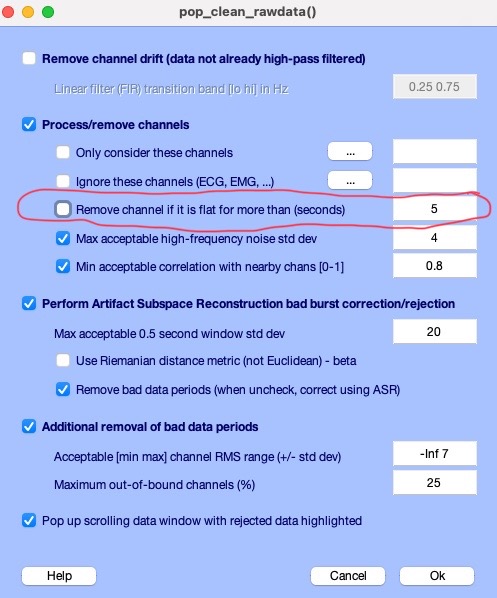 pop_clean_rawdata()
Remove channel drift (data not already high-pass filtered)
Linear filter (FIR) transition band [lo hi] in Hz 0.25 0.75
Process/remove channels
Only consider these channels ...
Ignore these channels (ECG, EMG, ...) ...
Remove channel if it is flat for more than (seconds) 5
Max acceptable high-frequency noise std dev 4
Min acceptable correlation with nearby chans [0-1] 0.8
Perform Artifact Subspace Reconstruction bad burst correction/rejection
Max acceptable 0.5 second window std dev 20
Use Riemanian distance metric (not Euclidean) - beta
Remove bad data periods (when uncheck, correct using ASR)
Additional removal of bad data periods
Acceptable [min max] channel RMS range (+/- std dev) -Inf 7
Maximum out-of-bound channels (%) 25
Pop up scrolling data window with rejected data highlighted
Help Cancel Ok